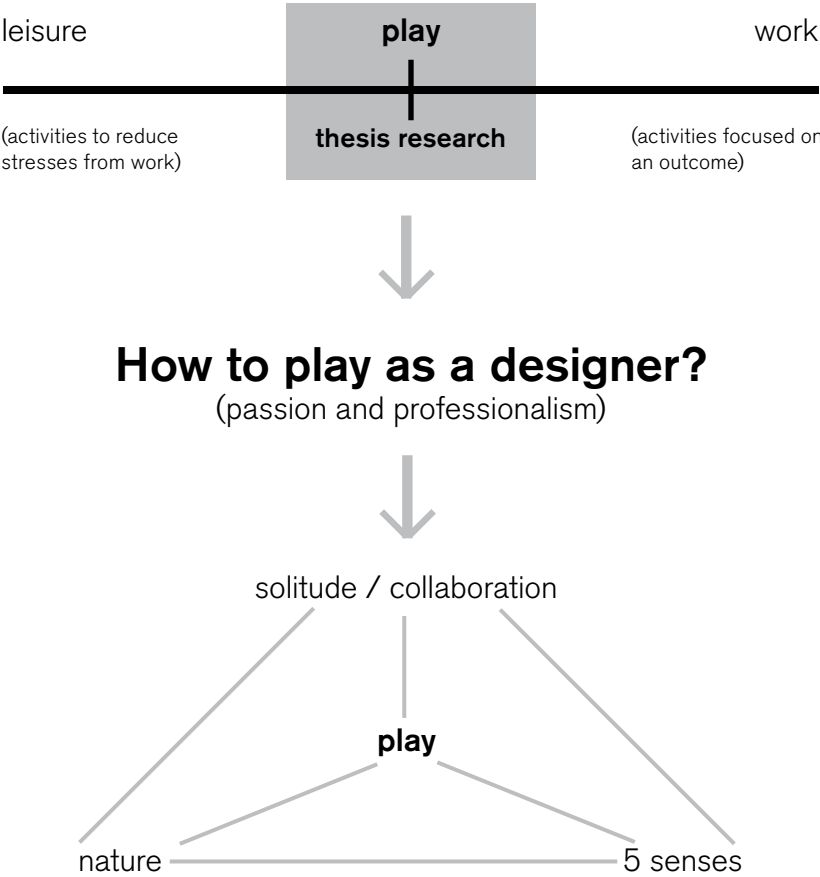 leisure
play
work
(activities to reduce
stresses from work)
thesis research
(activities focused on
an outcome)
How to play as a designer?
(passion and professionalism)
solitude / collaboration
play
nature
5 senses